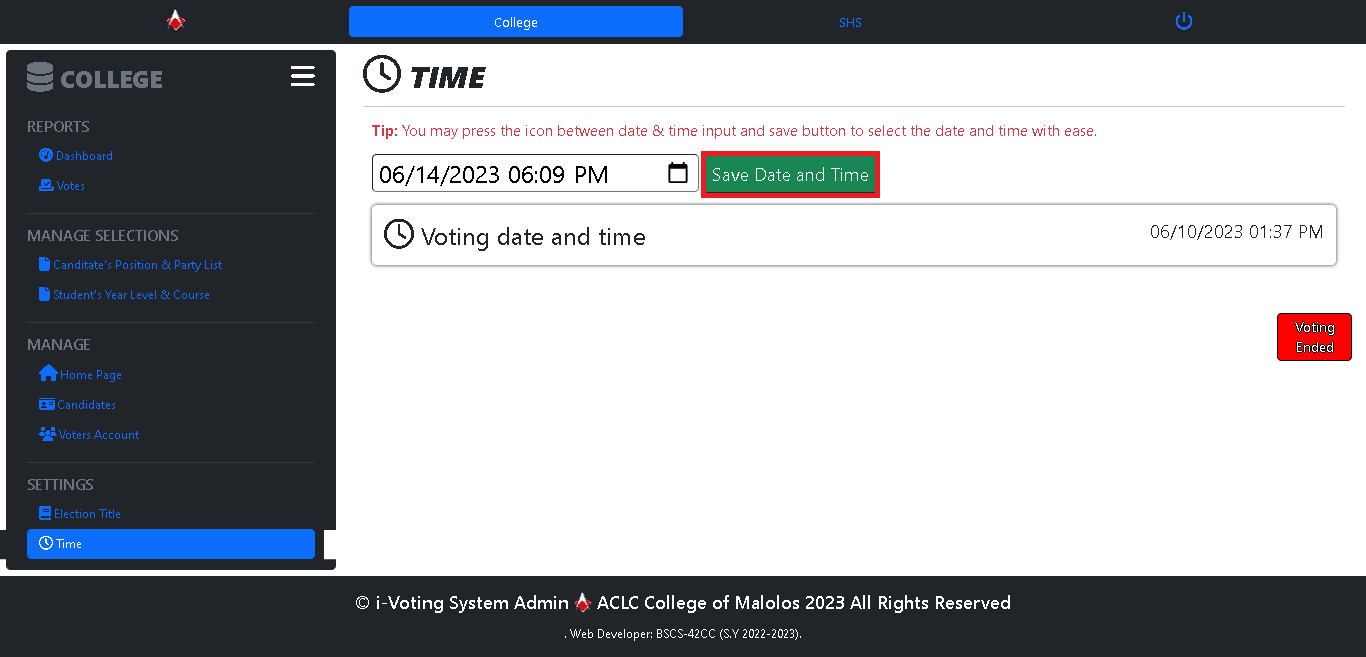 College
SHS
COLLEGE
REPORTS
Dashboard
Votes
MANAGE SELECTIONS
Canditate's Position & Party List
Student's Year Level & Course
MANAGE
Home Page
Candidates
Voters Account
SETTINGS
Election Title
Time
TIME
Tip: You may press the icon between date & time input and save button to select the date and time with ease.
06/14/2023 06:09 PM
Save Date and Time
Voting date and time
06/10/2023 01:37 PM
Voting
Ended
© i-Voting System Admin ACLC College of Malolos 2023 All Rights Reserved
. Web Developer: BSCS-42CC (S.Y 2022-2023).